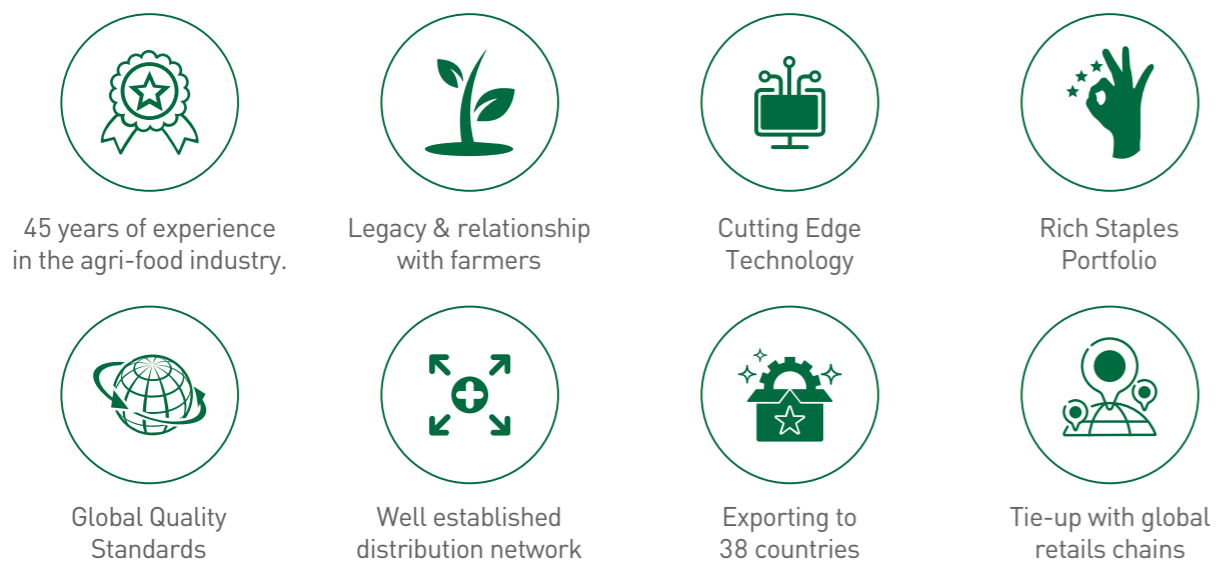 45 years of experience
in the agri-food industry.
Legacy & relationship
with farmers
Cutting Edge
Technology
Rich Staples
Portfolio
Global Quality
Standards
Well established
distribution network
Exporting to
38 countries
Tie-up with global
retails chains